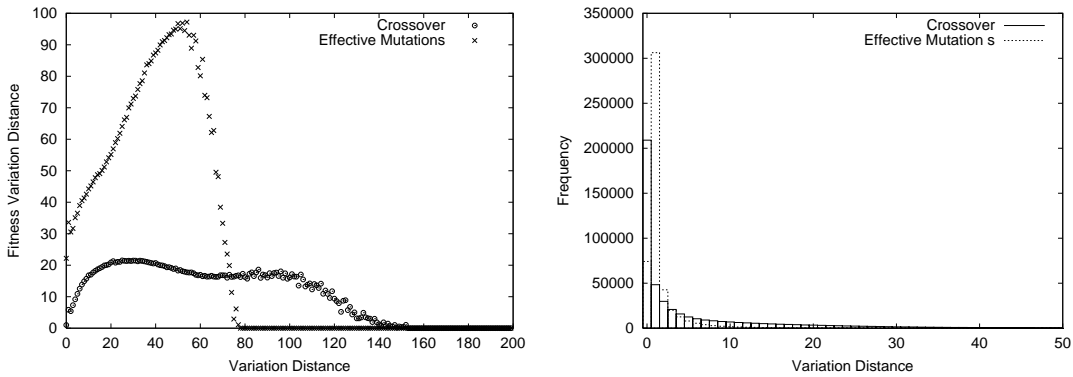 100
90
80
70
60
50
40
30
20
10
0
Fitness Variation Distance
Crossover
Effective Mutations
0 20 40 60 80 100 120 140 160 180 200
Variation Distance
350000
300000
250000
200000
150000
100000
50000
0
Frequency
Crossover
Effective Mutation s
0 10 20 30 40 50
Variation Distance